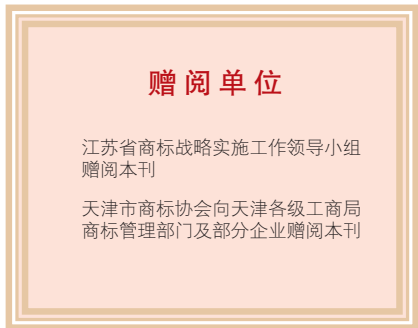 赠阅单位
江苏省商标战略实施工作领导小组
赠阅本刊
天津市商标协会向天津各级工商局
商标管理部门及部分企业赠阅本刊